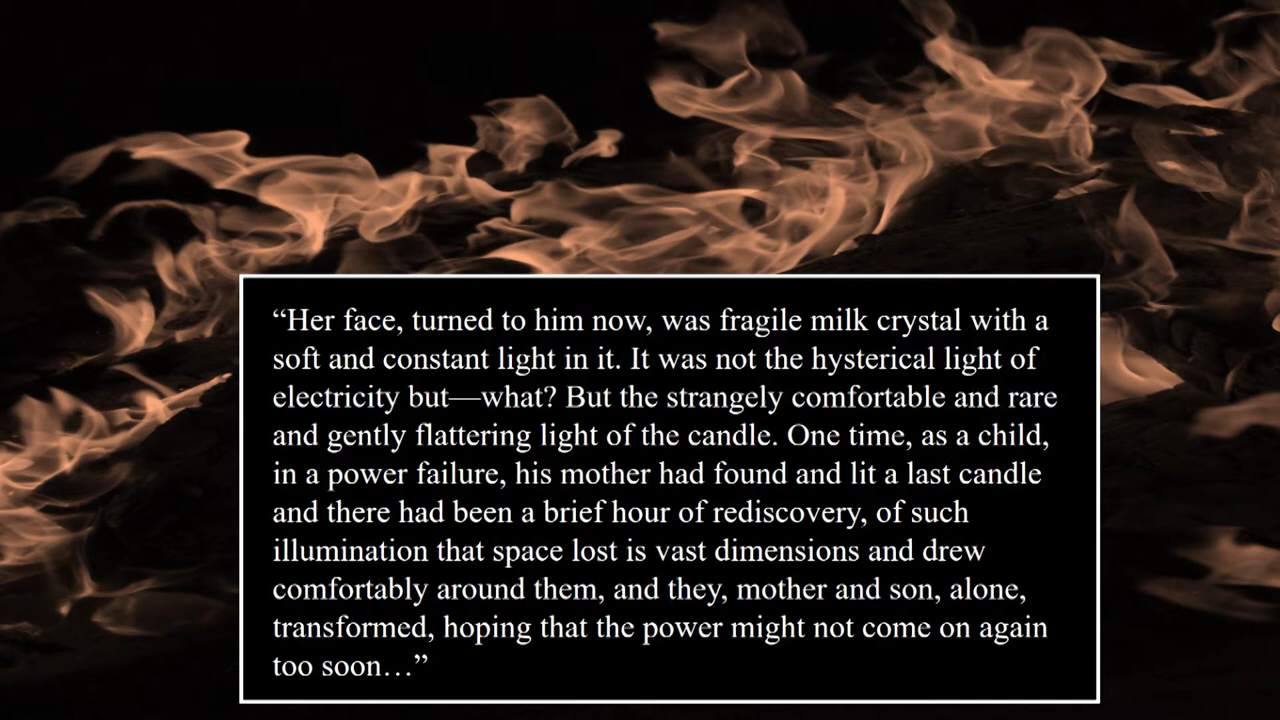 “Her face, turned to him now, was fragile milk crystal with a
soft and constant light in it. It was not the hysterical light of
electricity but—what? But the strangely comfortable and rare
and gently flattering light of the candle. One time, as a child,
in a power failure, his mother had found and lit a last candle
and there had been a brief hour of rediscovery, of such
illumination that space lost is vast dimensions and drew
comfortably around them, and they, mother and son, alone,
transformed, hoping that the power might not come on again
too soon…”